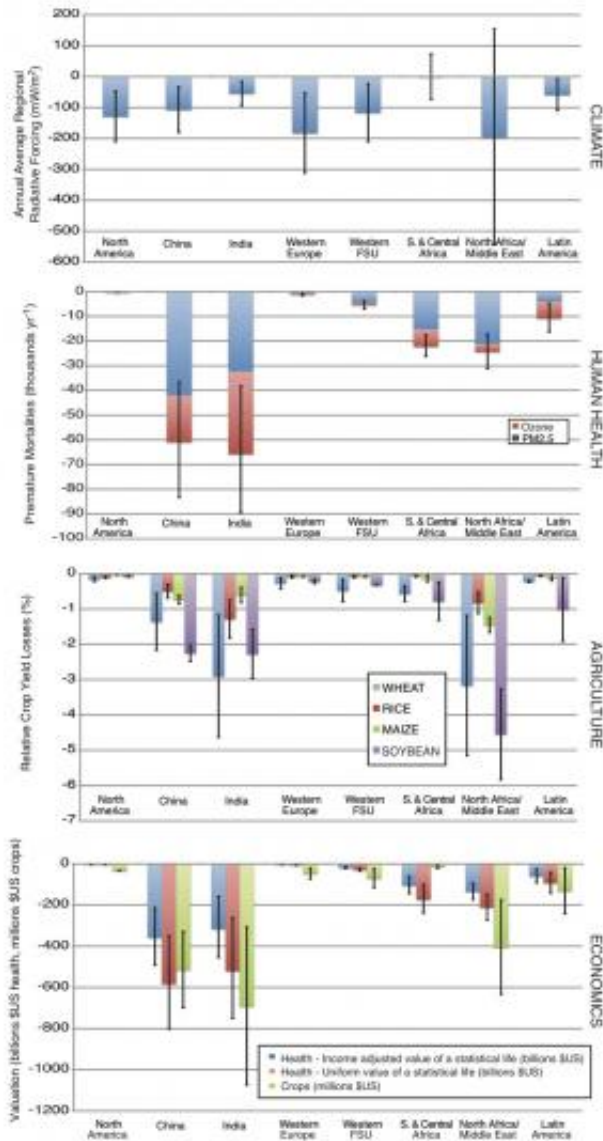 Annual Average Regional
Radiative Forcing (mW/m²)
200
100
0
-100
-200
-300
-400
-500
-600
North
America
China
India
Western
Europe
Western
FSU
S. & Central
Africa
North Africa/
Middle East
Latin
America
CLIMATE
Premature Mortalities (thousands yr⁻¹)
0
-10
-20
-30
-40
-50
-60
-70
-80
-90
-100
Ozone
PM2.5
North
America
China
India
Western
Europe
Western
FSU
S. & Central
Africa
North Africa/
Middle East
Latin
America
HUMAN HEALTH
Relative Crop Yield Losses (%)
0
-1
-2
-3
-4
-5
-6
-7
WHEAT
RICE
MAIZE
SOYBEAN
North
America
China
India
Western
Europe
Western
FSU
S. & Central
Africa
North Africa/
Middle East
Latin
America
AGRICULTURE
Valuation (billions $US health, millions $US crops)
0
-200
-400
-600
-800
-1000
-1200
Health - Income adjusted value of a statistical life (billions $US)
Health - Uniform value of a statistical life (billions $US)
Crops (millions $US)
North
America
China
India
Western
Europe
Western
FSU
S. & Central
Africa
North Africa/
Middle East
Latin
America
ECONOMICS